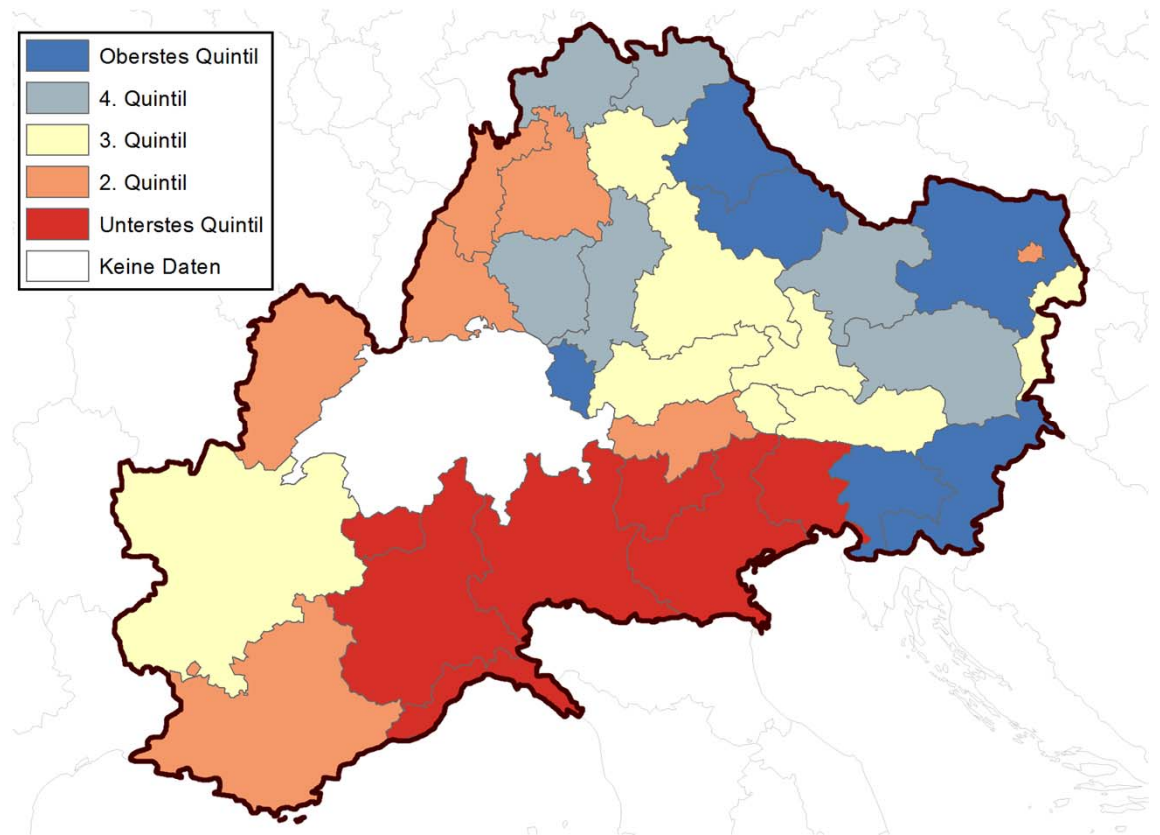 Oberstes Quintil
4. Quintil
3. Quintil
2. Quintil
Unterstes Quintil
Keine Daten